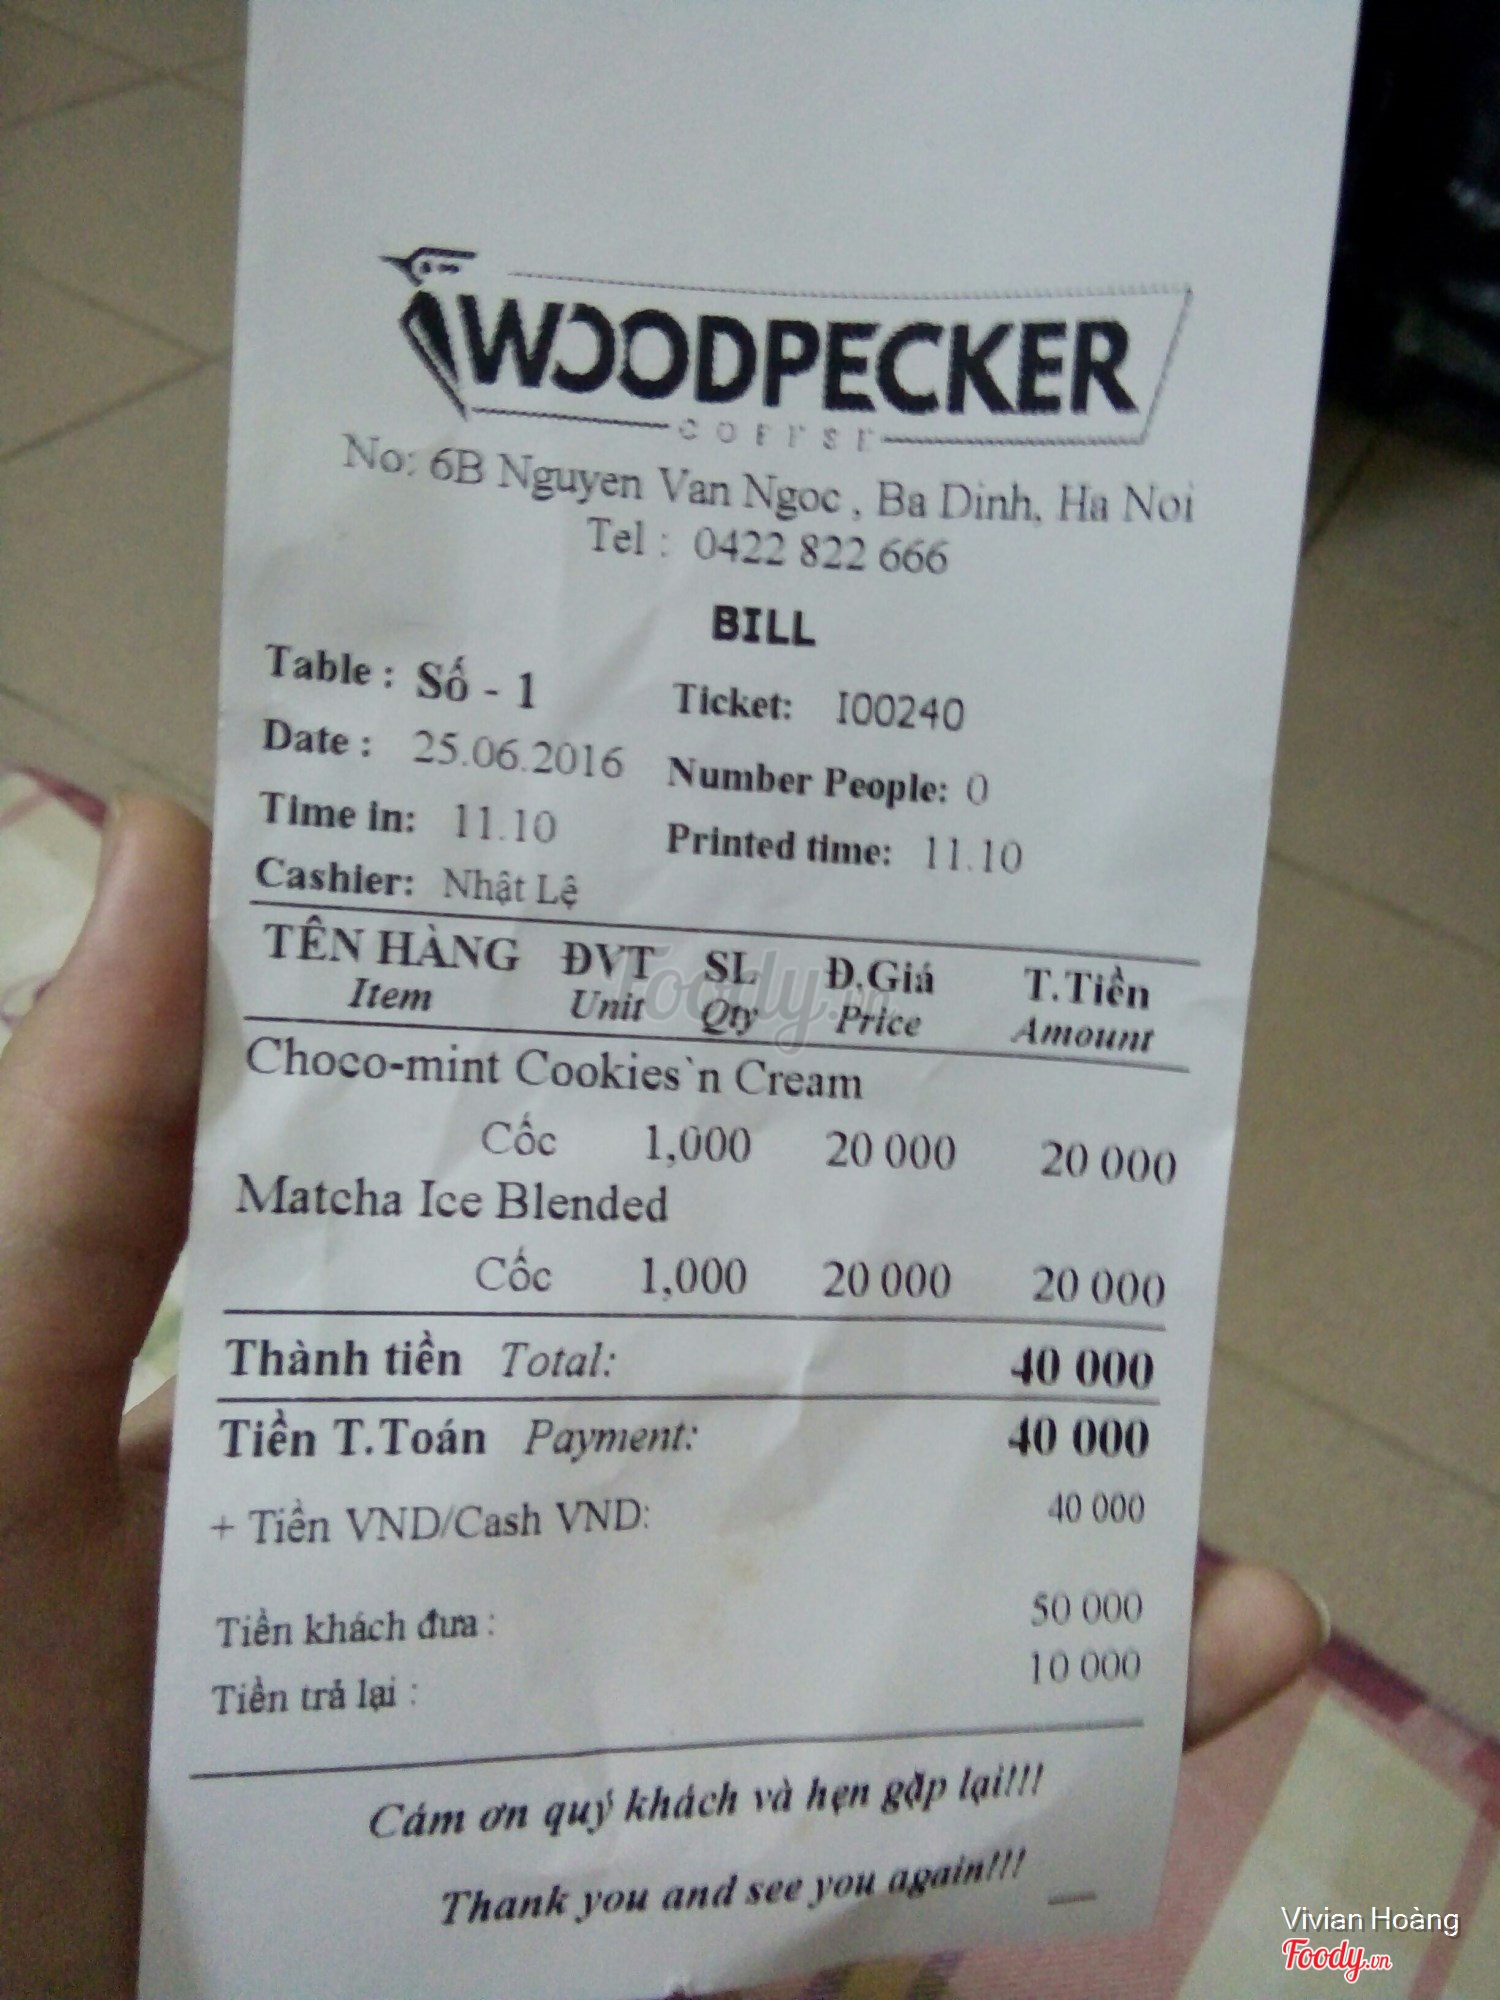 WOODPECKER
COFFEE
No: 6B Nguyen Van Ngoc , Ba Dinh, Ha Noi
Tel : 0422 822 666
BILL
Table : Số - 1 Ticket: I00240
Date : 25.06.2016 Number People: 0
Time in: 11.10 Printed time: 11.10
Cashier: Nhật Lệ
TÊN HÀNG ĐVT SL Đ.Giá T.Tiền
Item Unit Qty Price Amount
Choco-mint Cookies`n Cream
Cốc 1,000 20 000 20 000
Matcha Ice Blended
Cốc 1,000 20 000 20 000
Thành tiền Total: 40 000
Tiền T.Toán Payment: 40 000
+ Tiền VND/Cash VND: 40 000
Tiền khách đưa : 50 000
Tiền trả lại : 10 000
Cám ơn quý khách và hẹn gặp lại!!!
Thank you and see you again!!!
Foody.vn
Vivian Hoàng
Foody.vn